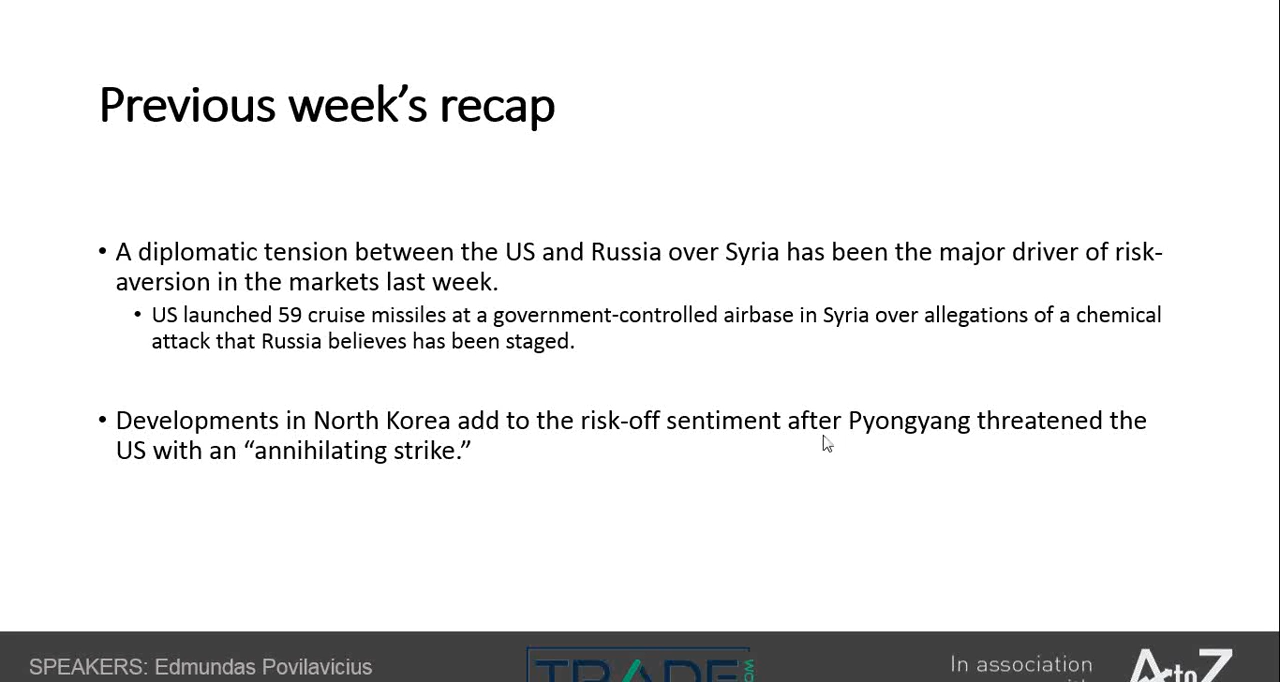 Previous week’s recap
• A diplomatic tension between the US and Russia over Syria has been the major driver of risk-
aversion in the markets last week.
• US launched 59 cruise missiles at a government-controlled airbase in Syria over allegations of a chemical
attack that Russia believes has been staged.
• Developments in North Korea add to the risk-off sentiment after Pyongyang threatened the
US with an “annihilating strike.”
SPEAKERS: Edmundas Povilavicius
TRADE
In association
AtoZ